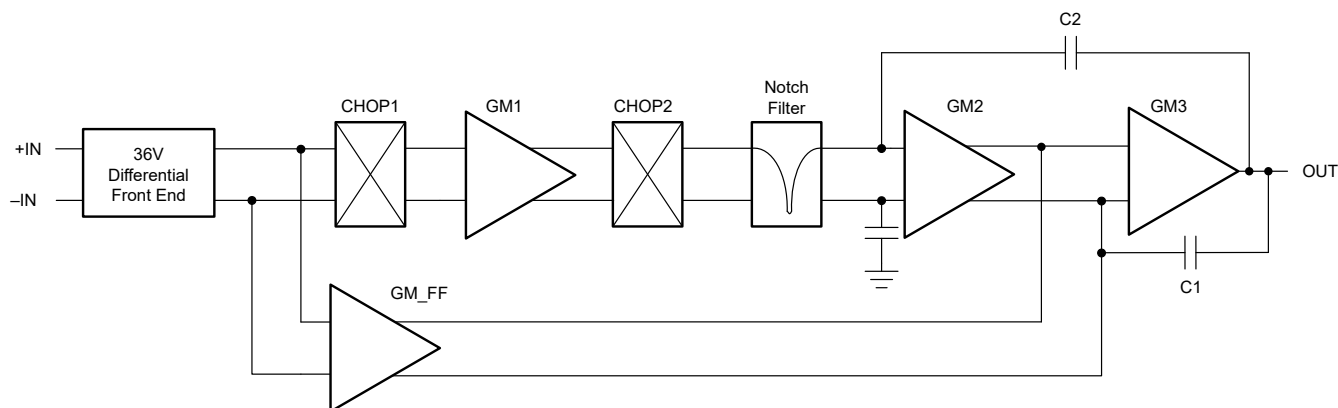 C2
Notch
Filter
CHOP1
GM1
CHOP2
GM2
GM3
+IN
–IN
36V
Differential
Front End
OUT
C1
GM_FF